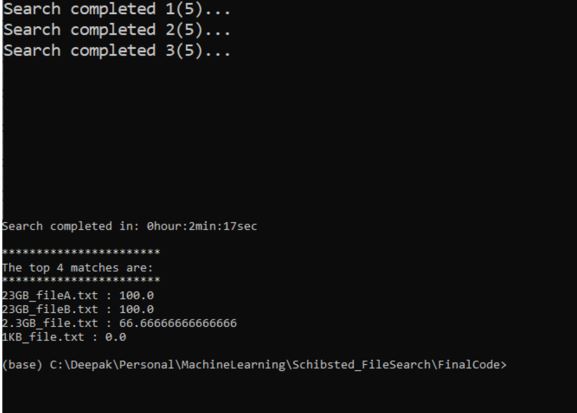 Search completed 1(5)...
Search completed 2(5)...
Search completed 3(5)...
Search completed in: 0hour:2min:17sec
***********************
The top 4 matches are:
***********************
23GB_fileA.txt : 100.0
23GB_fileB.txt : 100.0
2.3GB_file.txt : 66.66666666666666
1KB_file.txt : 0.0
(base) C:\Deepak\Personal\MachineLearning\Schibsted_FileSearch\FinalCode>